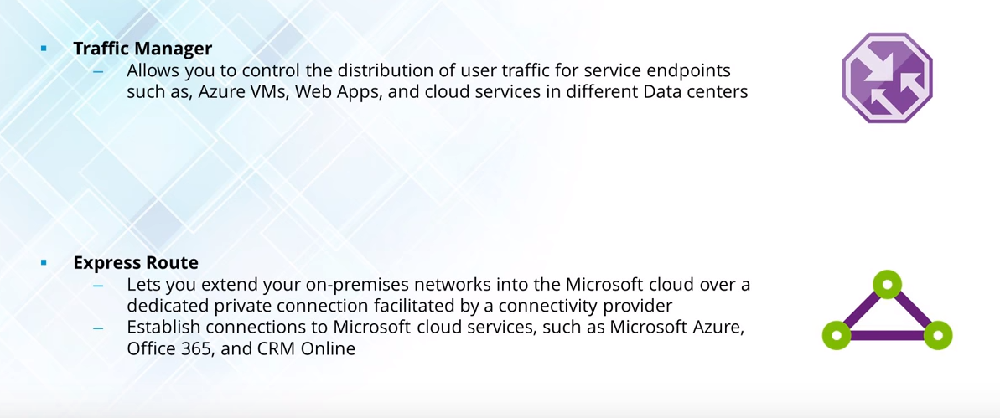 ▪ Traffic Manager
– Allows you to control the distribution of user traffic for service endpoints
such as, Azure VMs, Web Apps, and cloud services in different Data centers
▪ Express Route
– Lets you extend your on-premises networks into the Microsoft cloud over a
dedicated private connection facilitated by a connectivity provider
– Establish connections to Microsoft cloud services, such as Microsoft Azure,
Office 365, and CRM Online